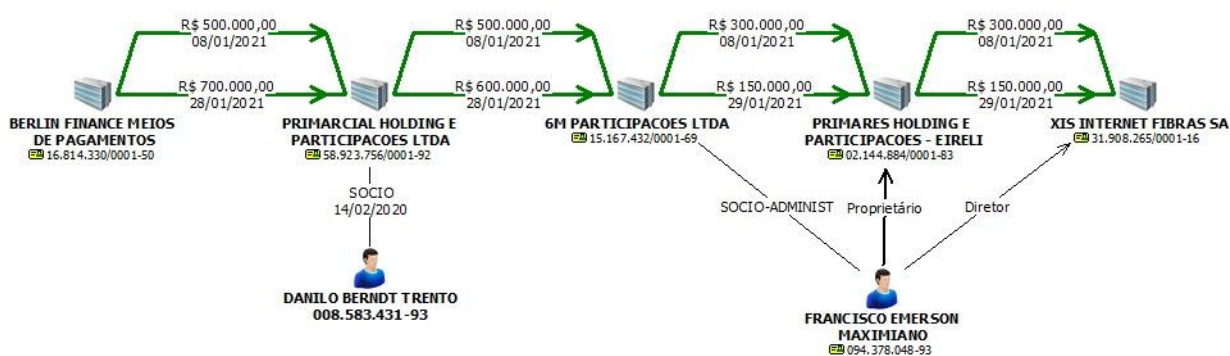 R$ 500.000,00
08/01/2021
R$ 500.000,00
08/01/2021
R$ 300.000,00
08/01/2021
R$ 300.000,00
08/01/2021
R$ 700.000,00
28/01/2021
R$ 600.000,00
28/01/2021
R$ 150.000,00
29/01/2021
R$ 150.000,00
29/01/2021
BERLIN FINANCE MEIOS
DE PAGAMENTOS
16.814.330/0001-50
PRIMARCIAL HOLDING E
PARTICIPACOES LTDA
58.923.756/0001-92
6M PARTICIPACOES LTDA
15.167.432/0001-69
PRIMARES HOLDING E
PARTICIPACOES - EIRELI
02.144.884/0001-83
XIS INTERNET FIBRAS SA
31.908.265/0001-16
SOCIO
14/02/2020
SOCIO-ADMINIST
Proprietário
Diretor
DANILO BERNDT TRENTO
008.583.431-93
FRANCISCO EMERSON
MAXIMIANO
094.378.048-93